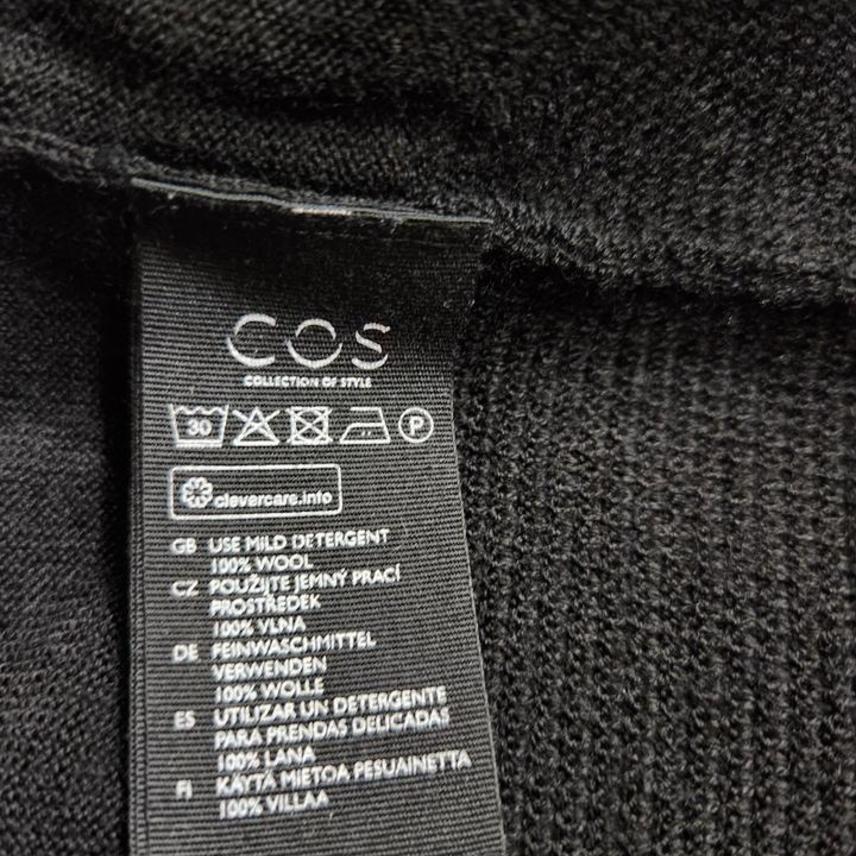 COS
COLLECTION OF STYLE
30 P
clevercare.info
GB USE MILD DETERGENT
100% WOOL
CZ POUŽIJTE JEMNÝ PRACÍ
PROSTŘEDEK
100% VLNA
DE FEINWASCHMITTEL
VERWENDEN
100% WOLLE
ES UTILIZAR UN DETERGENTE
PARA PRENDAS DELICADAS
100% LANA
FI KÄYTÄ MIETOA PESUAINETTA
100% VILLAA